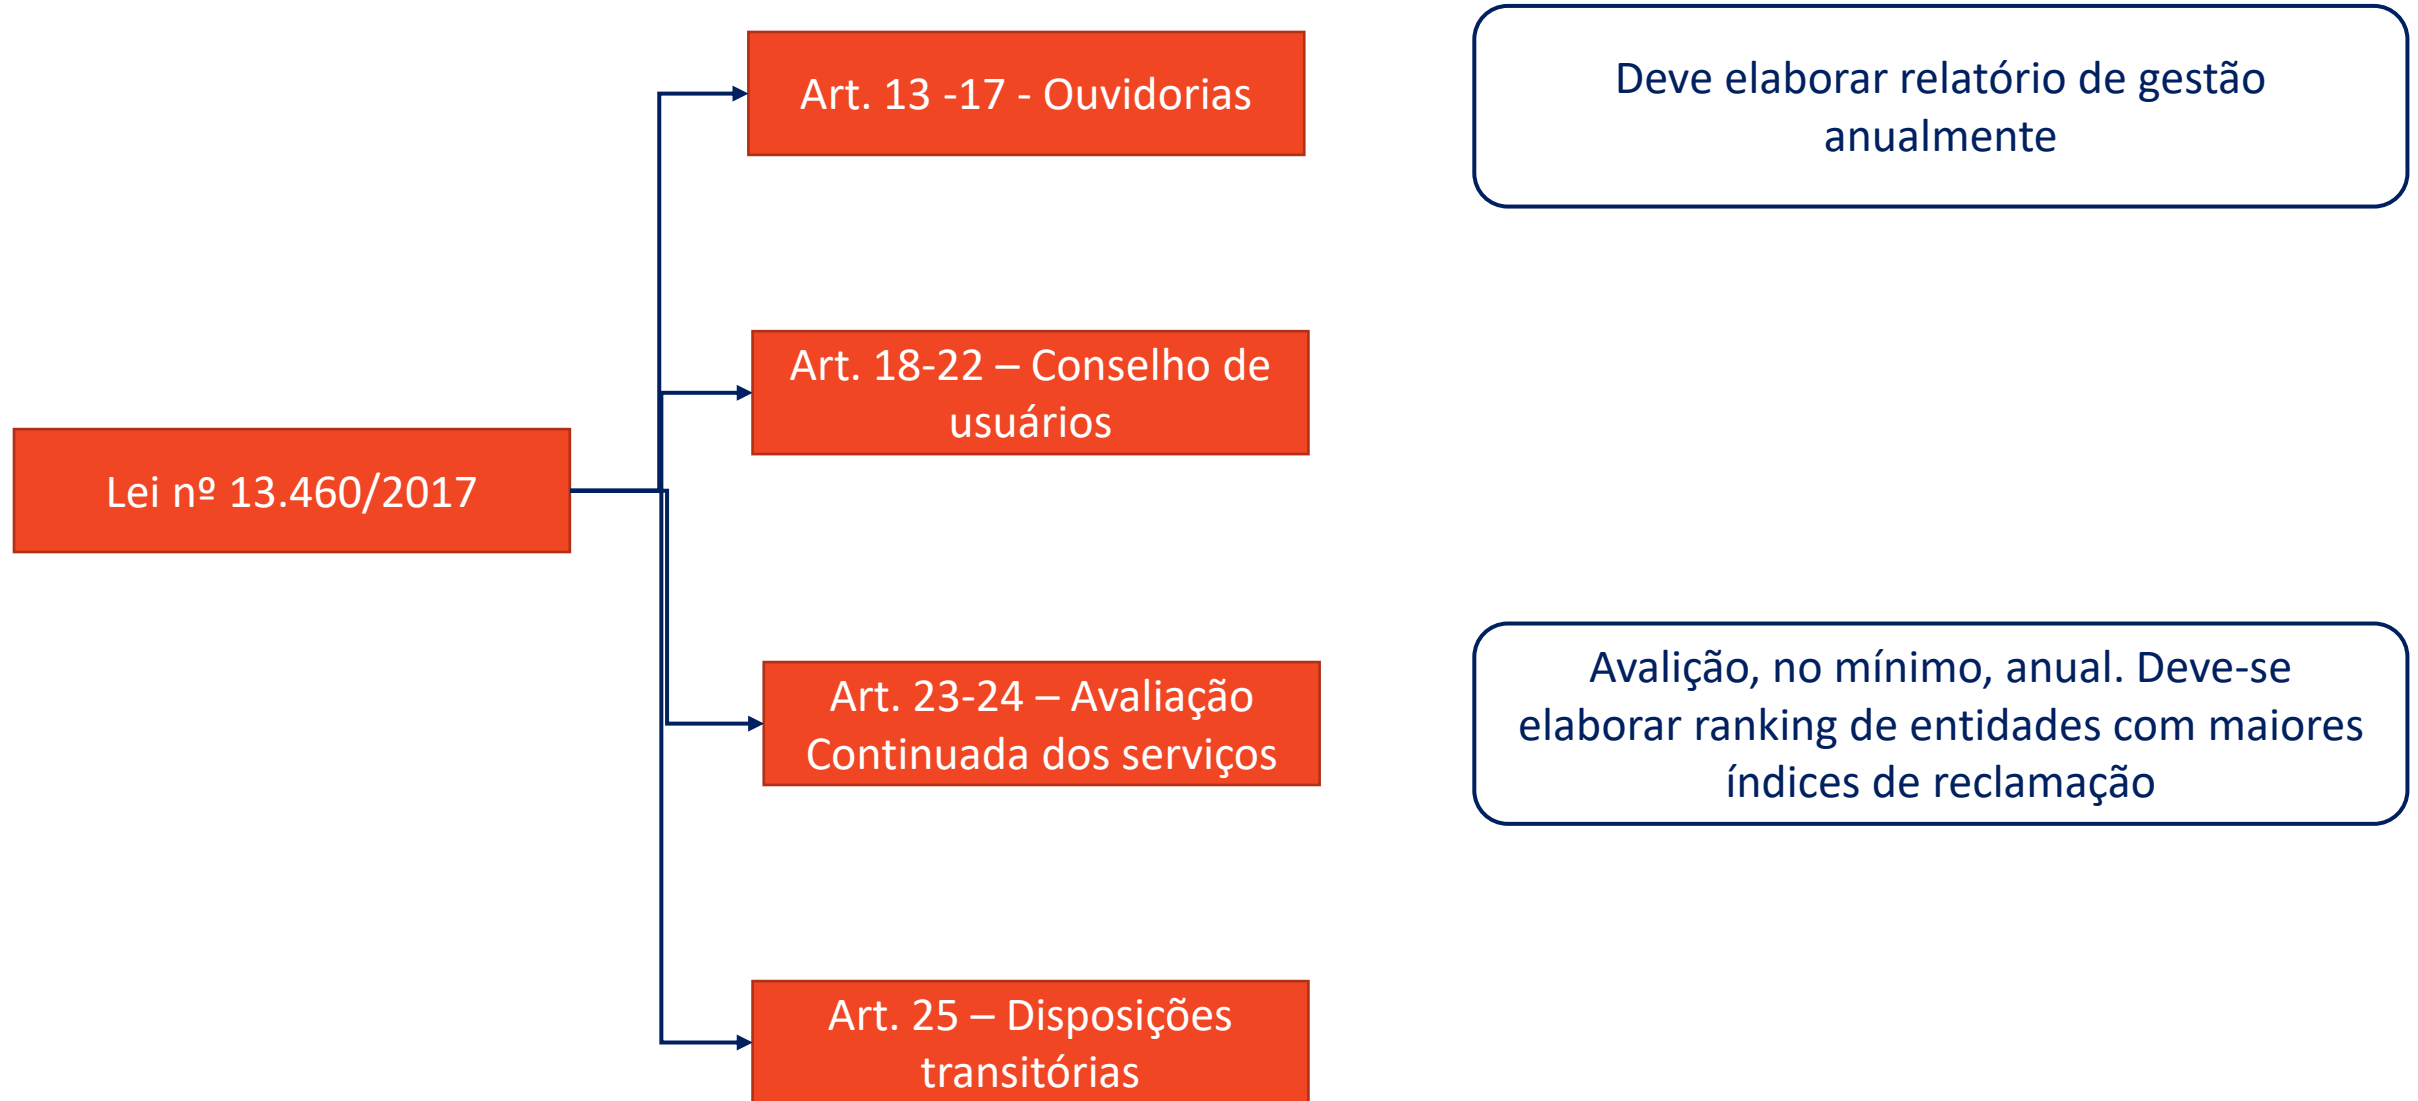 Art. 13 -17 - Ouvidorias
Deve elaborar relatório de gestão
anualmente
Art. 18-22 – Conselho de
usuários
Lei nº 13.460/2017
Art. 23-24 – Avaliação
Continuada dos serviços
Avalição, no mínimo, anual. Deve-se
elaborar ranking de entidades com maiores
índices de reclamação
Art. 25 – Disposições
transitórias